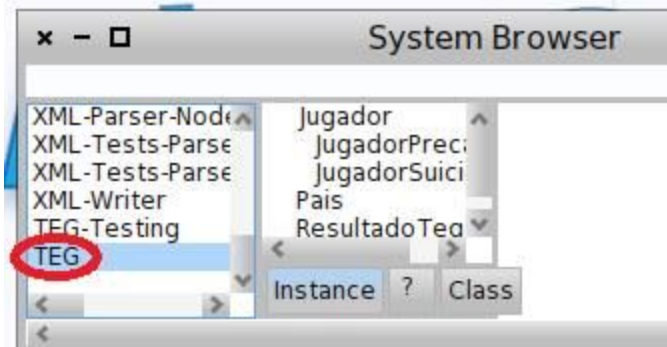 System Browser
XML-Parser-Node
XML-Tests-Parse
XML-Tests-Parse
XML-Writer
TEG-Testing
TEG
Jugador
JugadorPreca
JugadorSuici
Pais
ResultadoTeg
Instance ? Class